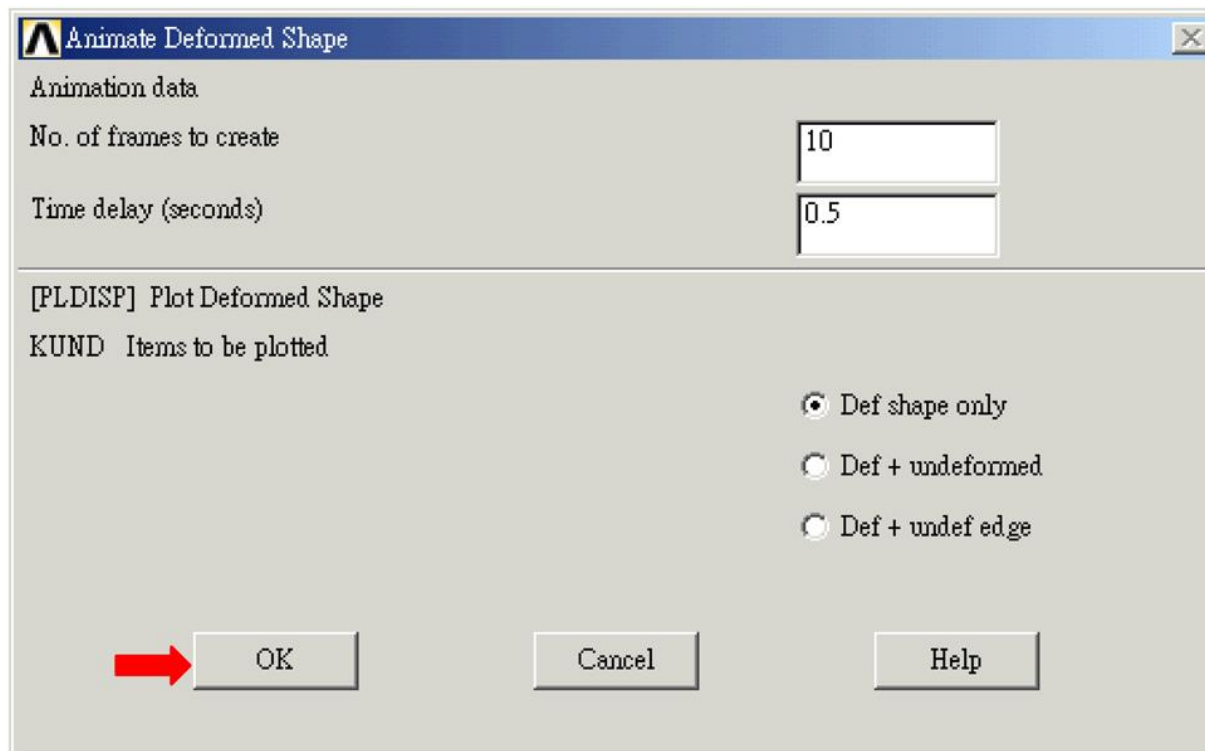 Animate Deformed Shape
Animation data
No. of frames to create
10
Time delay (seconds)
0.5
[PLDISP] Plot Deformed Shape
KUND Items to be plotted
Def shape only
Def + undeformed
Def + undef edge
OK
Cancel
Help